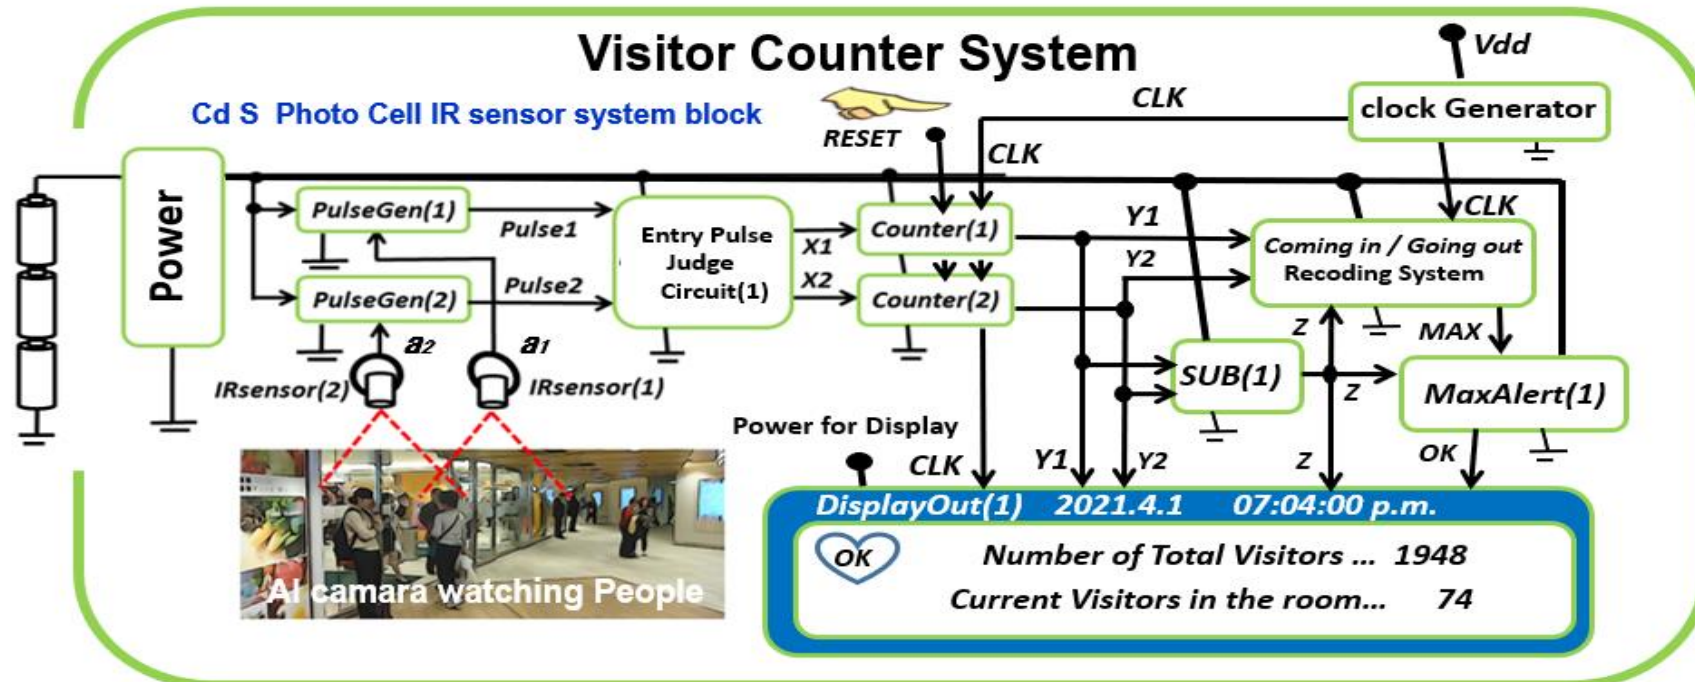 Visitor Counter System
Vdd
Cd S Photo Cell IR sensor system block
CLK
clock Generator
RESET
CLK
Power
PulseGen(1)
Pulse1
Entry Pulse
Judge
Circuit(1)
X1
X2
Counter(1)
Y1
CLK
Coming in / Going out
Recoding System
Y2
PulseGen(2)
Pulse2
Counter(2)
Z
MAX
a2
a1
IRsensor(2)
IRsensor(1)
SUB(1)
Z
MaxAlert(1)
Power for Display
CLK
Y1
Y2
Z
OK
DisplayOut(1) 2021.4.1 07:04:00 p.m.
OK
Number of Total Visitors ... 1948
Current Visitors in the room... 74
AI camara watching People